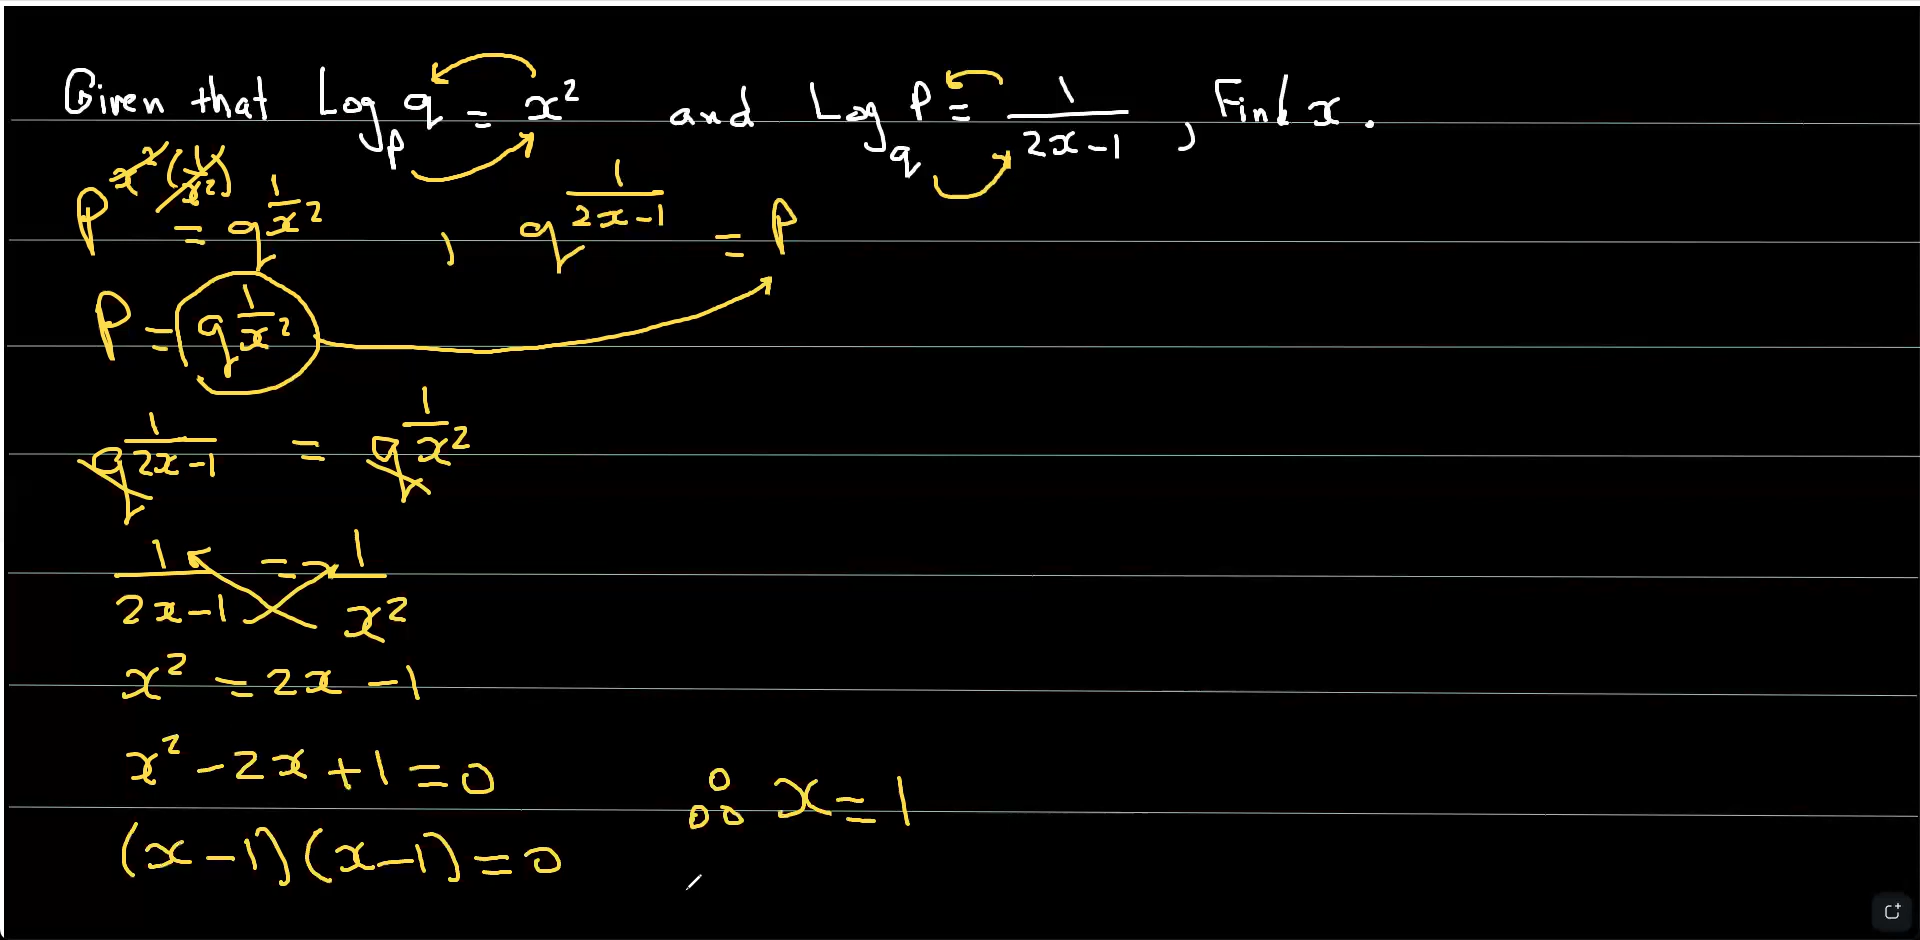 Given that Log_p q = x² and Log_q P = 1/(2x-1), Find x.
P^(x²(1/x²)) = q^(1/x²) , q^(1/(2x-1)) = P
P = q^(1/x²)
q^(1/(2x-1)) = q^(1/x²)
1/(2x-1) = 1/x²
x² = 2x - 1
x² - 2x + 1 = 0
(x - 1)(x - 1) = 0
∴ x = 1